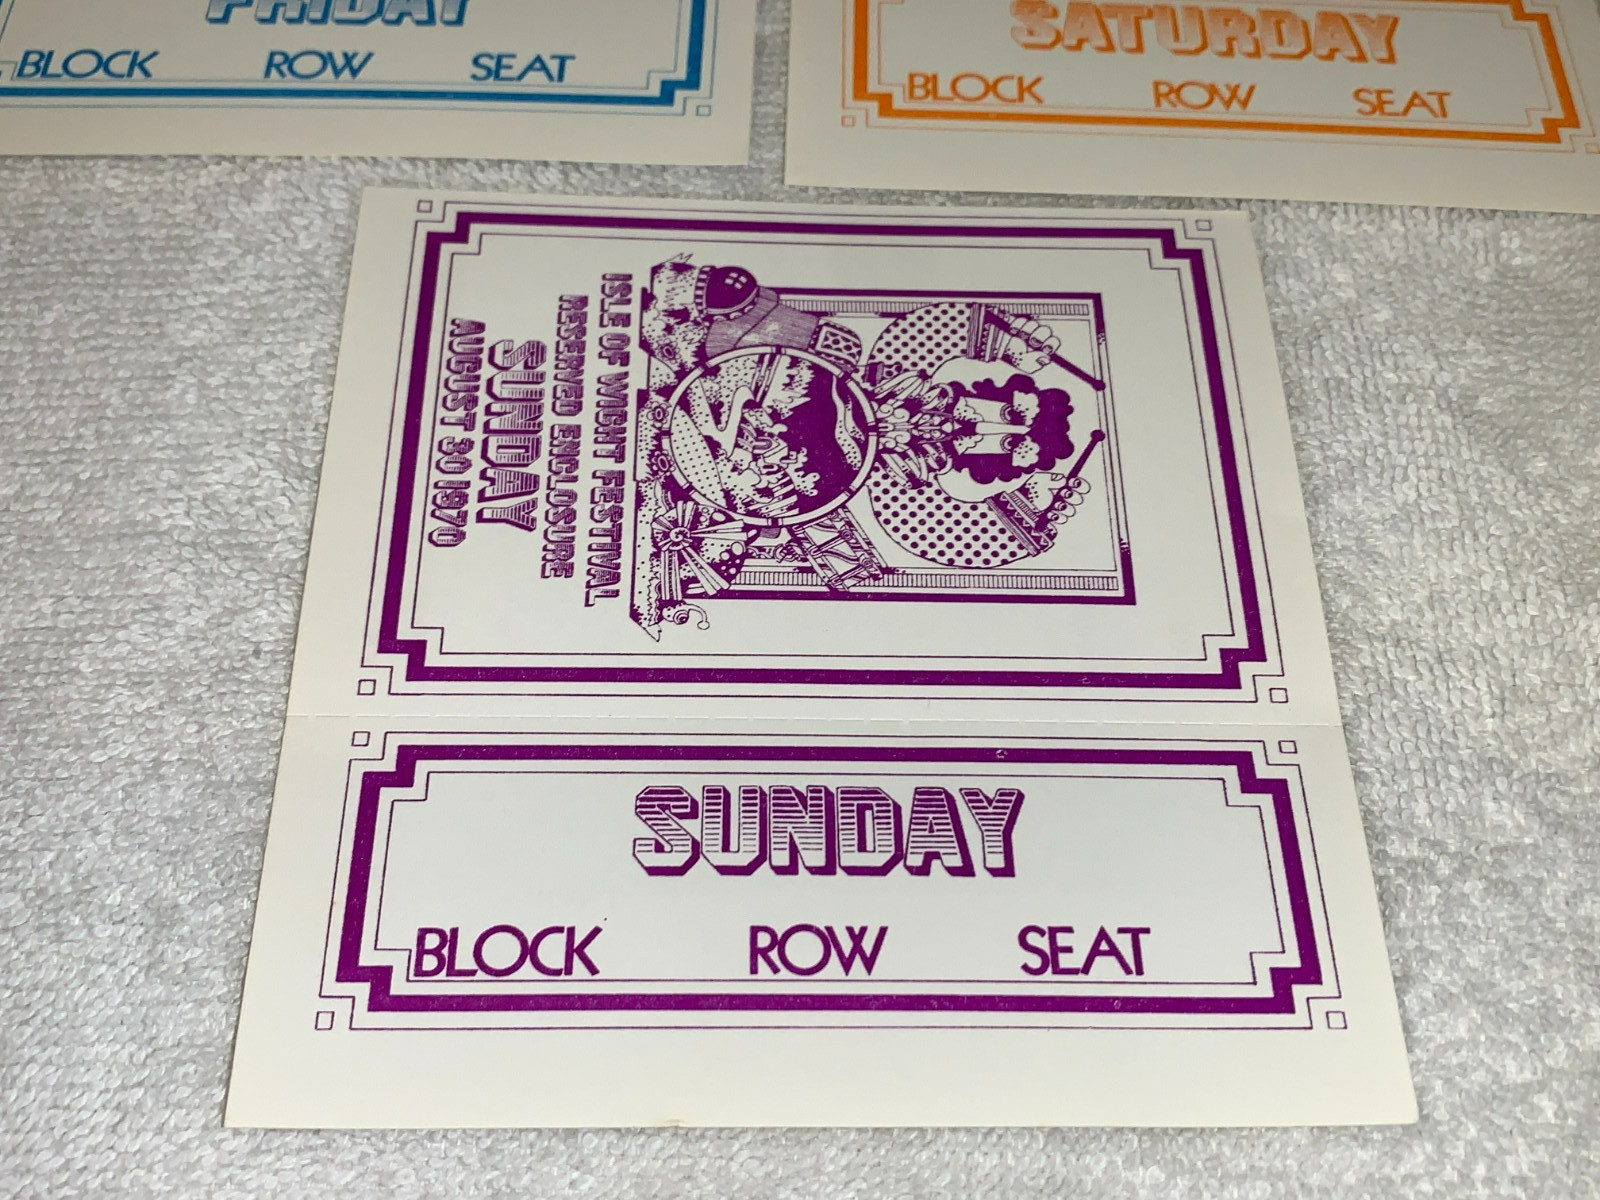 FRIDAY
BLOCK ROW SEAT
SATURDAY
BLOCK ROW SEAT
ISLE OF WIGHT FESTIVAL
RESERVED ENCLOSURE
SUNDAY
AUGUST 30 1970
SUNDAY
BLOCK ROW SEAT